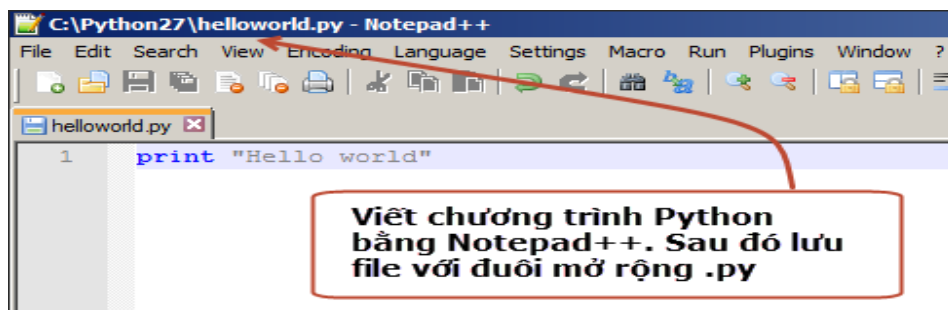 C:\Python27\helloworld.py - Notepad++
File Edit Search View Encoding Language Settings Macro Run Plugins Window ?
helloworld.py
1 print "Hello world"
Viết chương trình Python
bằng Notepad++. Sau đó lưu
file với đuôi mở rộng .py